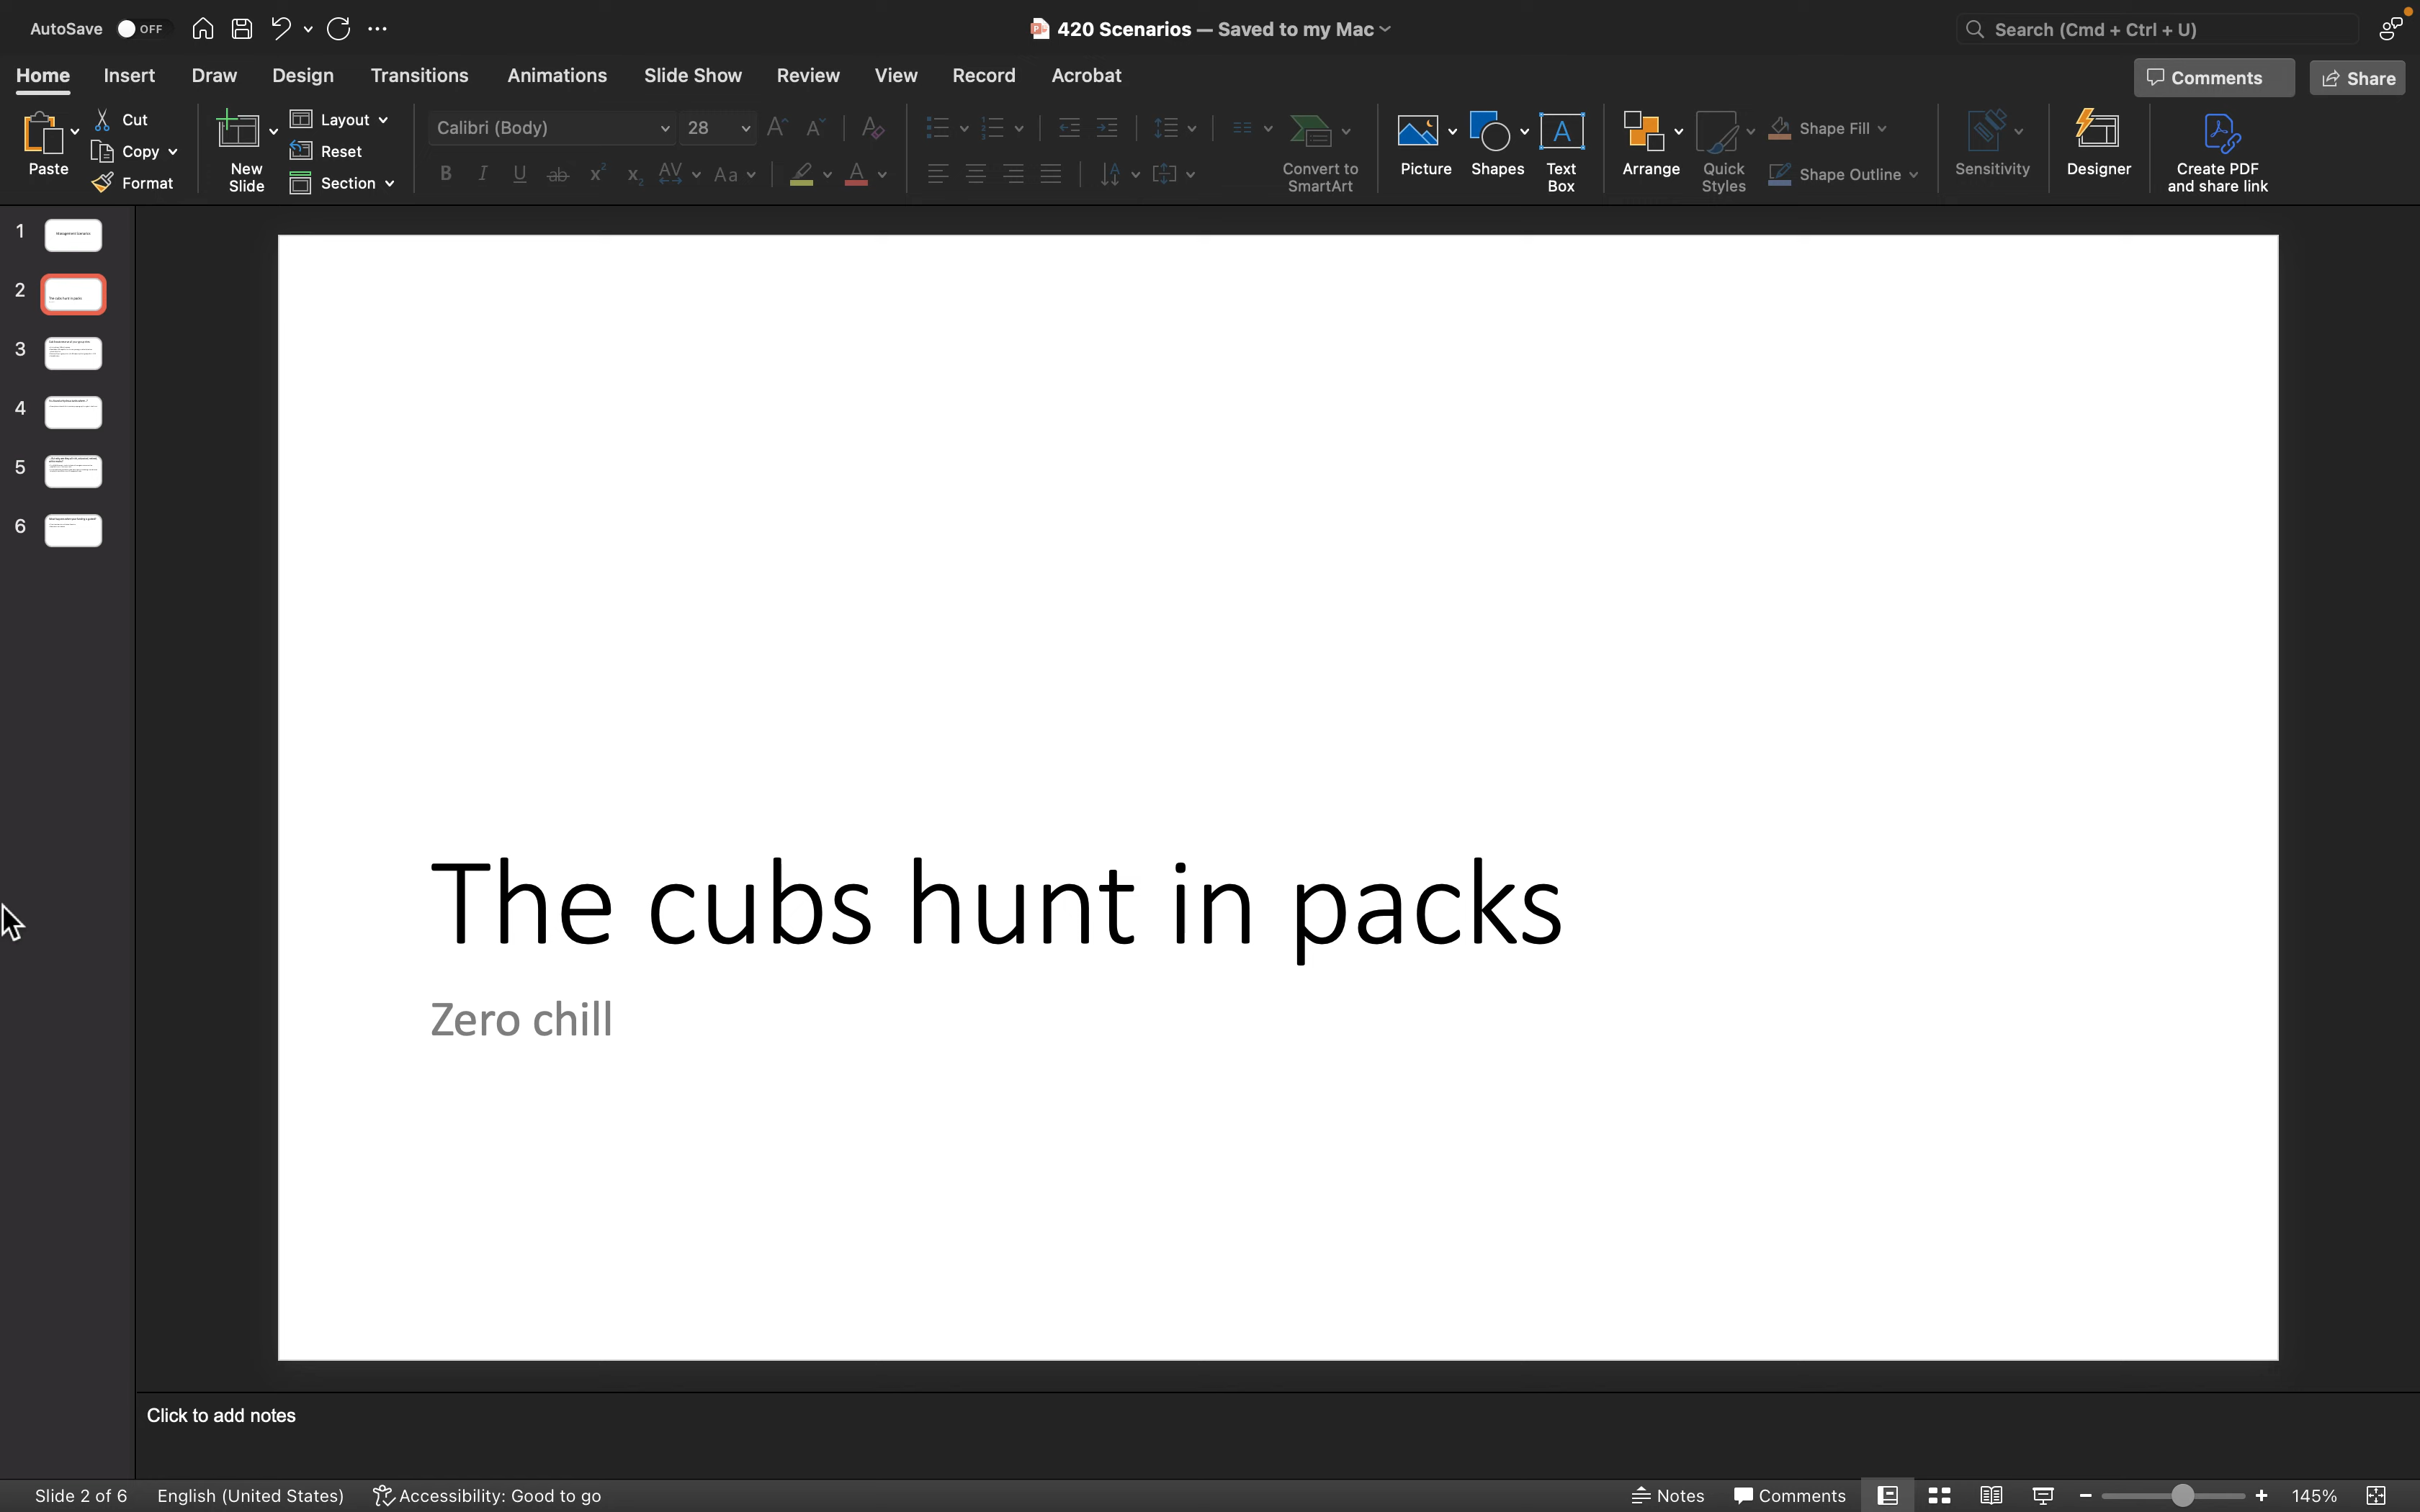 AutoSave OFF
420 Scenarios — Saved to my Mac
Search (Cmd + Ctrl + U)
Home Insert Draw Design Transitions Animations Slide Show Review View Record Acrobat
Comments Share
Paste
Cut
Copy
Format
New
Slide
Layout
Reset
Section
Calibri (Body) 28
Convert to
SmartArt
Picture
Shapes
Text
Box
Arrange
Quick
Styles
Shape Fill
Shape Outline
Sensitivity
Designer
Create PDF
and share link
1
2
3
4
5
6
The cubs hunt in packs
Zero chill
Click to add notes
Slide 2 of 6 English (United States) Accessibility: Good to go Notes Comments 145%